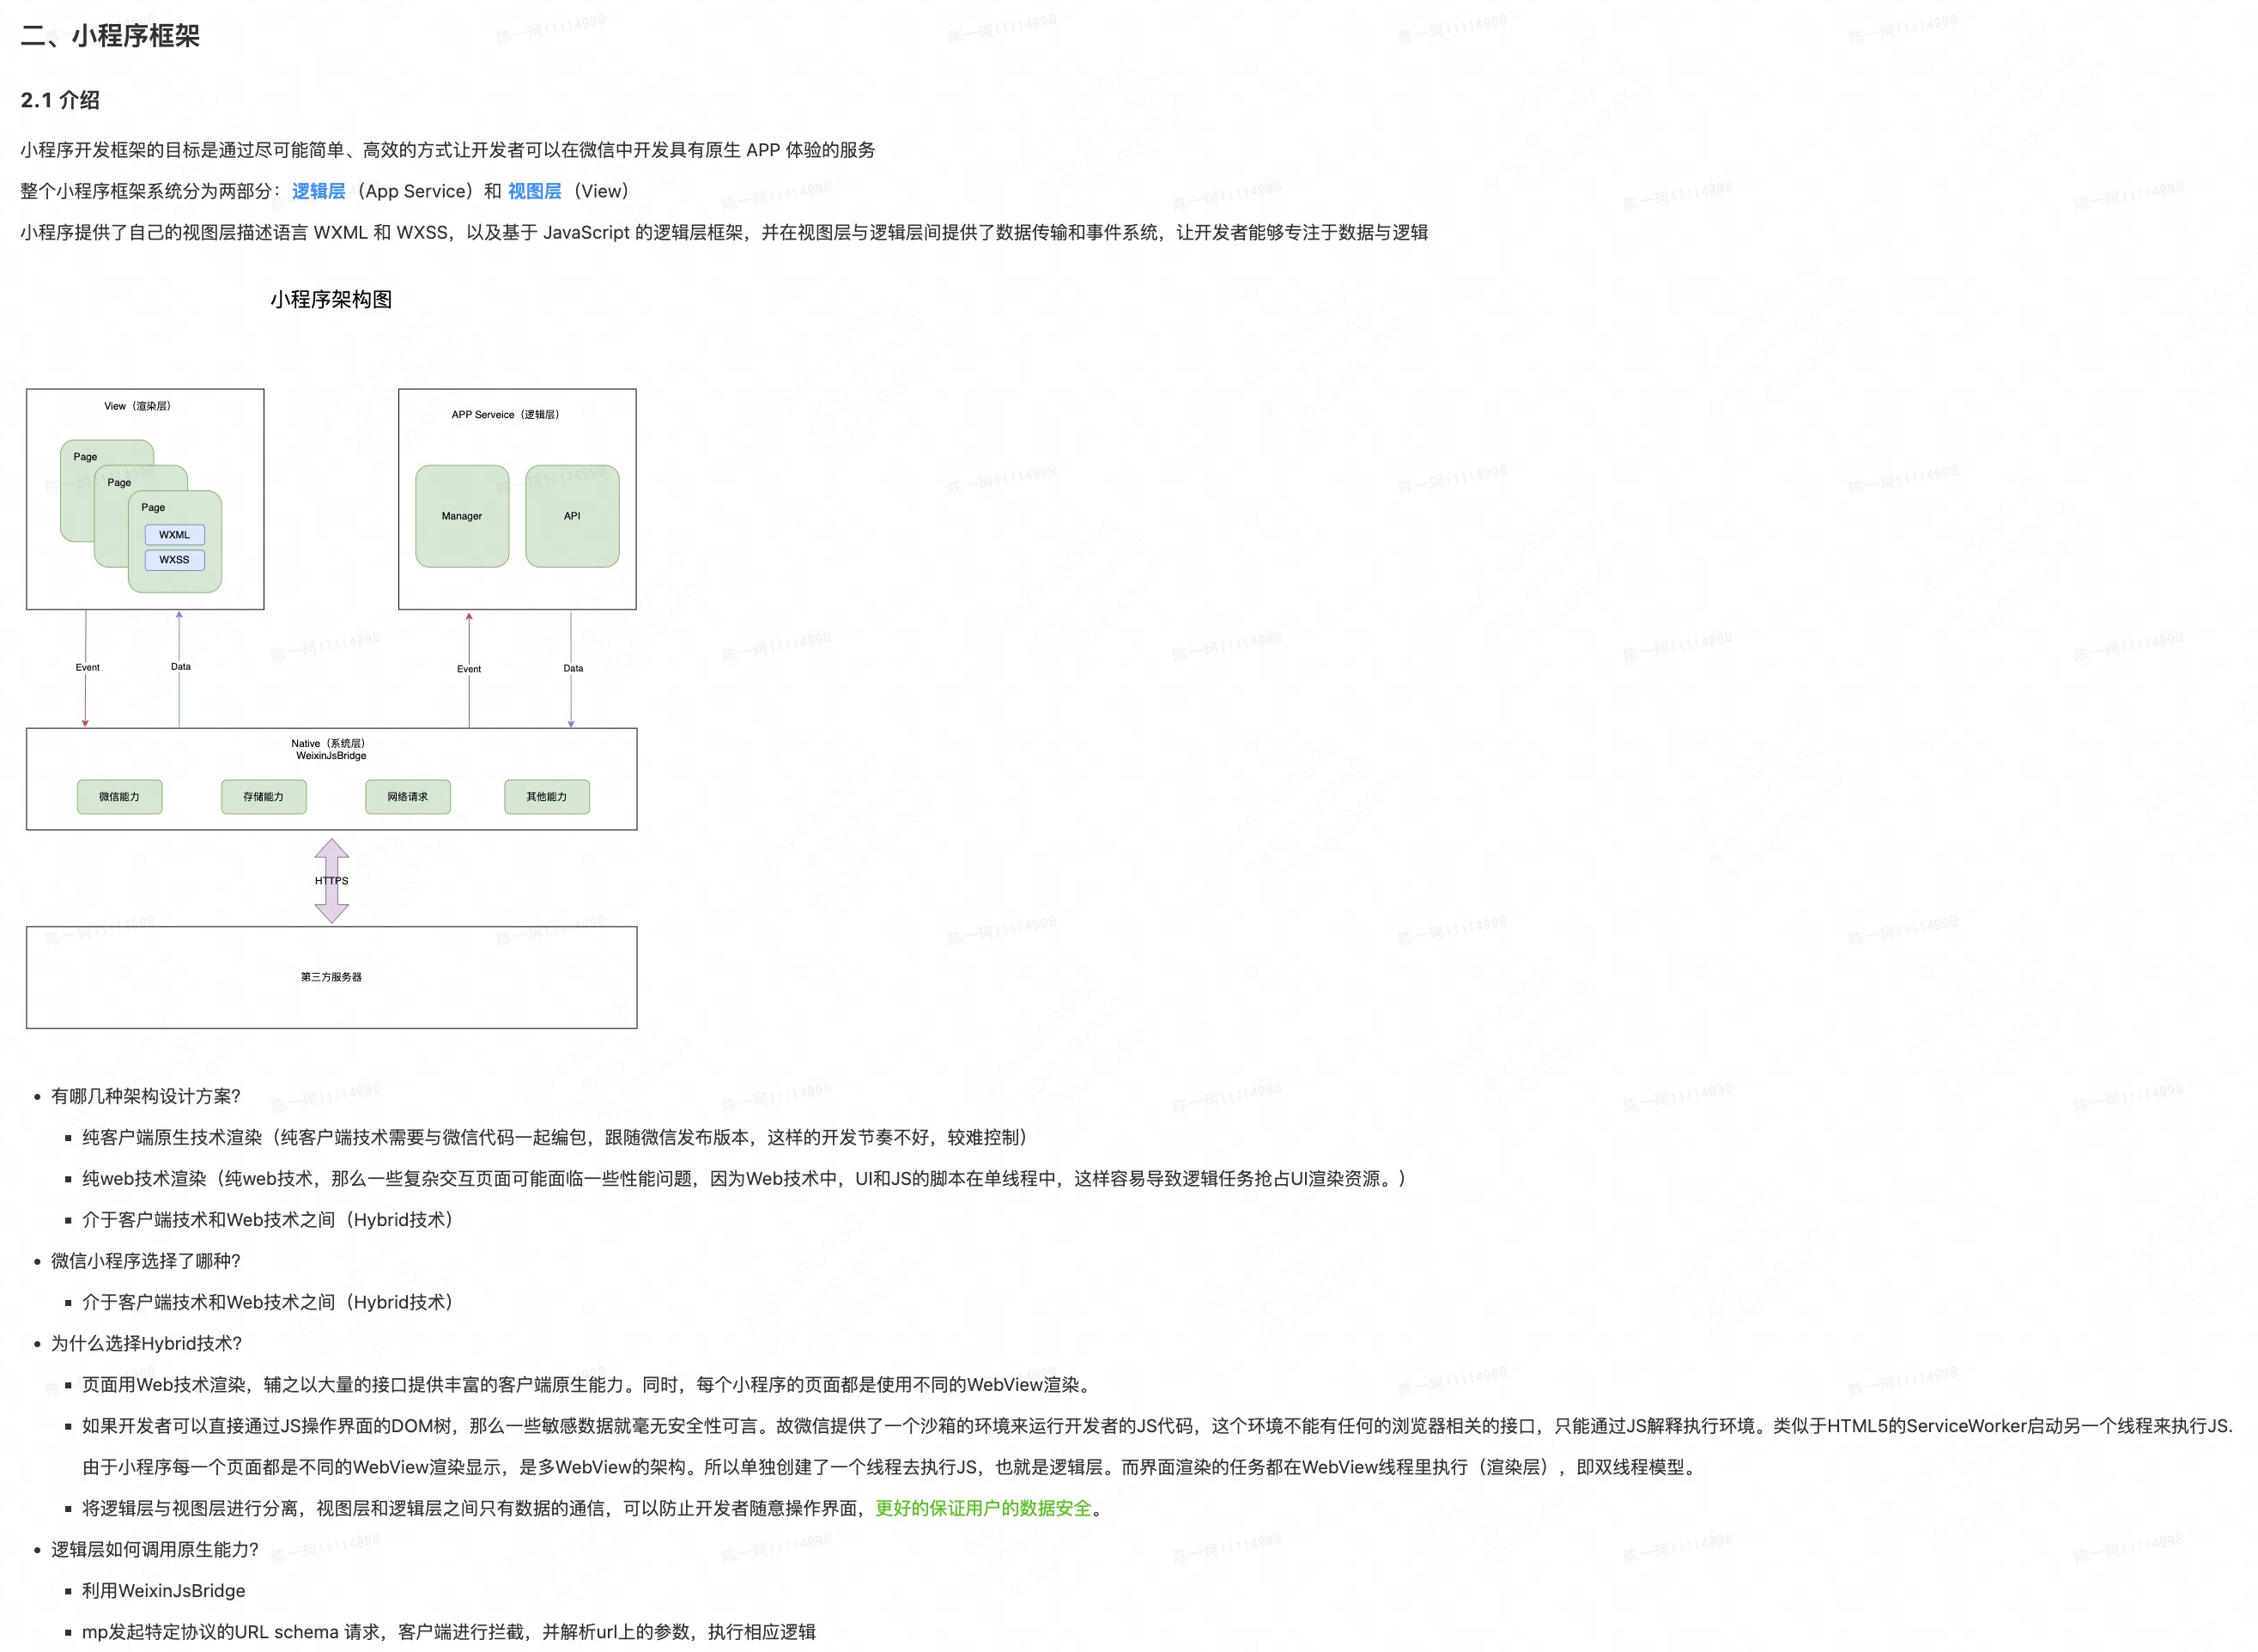 二、小程序框架
2.1 介绍
小程序开发框架的目标是通过尽可能简单、高效的方式让开发者可以在微信中开发具有原生 APP 体验的服务
整个小程序框架系统分为两部分：逻辑层（App Service）和 视图层（View）
小程序提供了自己的视图层描述语言 WXML 和 WXSS，以及基于 JavaScript 的逻辑层框架，并在视图层与逻辑层间提供了数据传输和事件系统，让开发者能够专注于数据与逻辑
小程序架构图
View（渲染层）
Page
Page
Page
WXML
WXSS
APP Serveice（逻辑层）
Manager
API
Event
Data
Event
Data
Native（系统层）
WeixinJsBridge
微信能力
存储能力
网络请求
其他能力
HTTPS
第三方服务器
有哪几种架构设计方案?
纯客户端原生技术渲染（纯客户端技术需要与微信代码一起编包，跟随微信发布版本，这样的开发节奏不好，较难控制）
纯web技术渲染（纯web技术，那么一些复杂交互页面可能面临一些性能问题，因为Web技术中，UI和JS的脚本在单线程中，这样容易导致逻辑任务抢占UI渲染资源。）
介于客户端技术和Web技术之间（Hybrid技术）
微信小程序选择了哪种?
介于客户端技术和Web技术之间（Hybrid技术）
为什么选择Hybrid技术?
页面用Web技术渲染，辅之以大量的接口提供丰富的客户端原生能力。同时，每个小程序的页面都是使用不同的WebView渲染。
如果开发者可以直接通过JS操作界面的DOM树，那么一些敏感数据就毫无安全性可言。故微信提供了一个沙箱的环境来运行开发者的JS代码，这个环境不能有任何的浏览器相关的接口，只能通过JS解释执行环境。类似于HTML5的ServiceWorker启动另一个线程来执行JS.
由于小程序每一个页面都是不同的WebView渲染显示，是多WebView的架构。所以单独创建了一个线程去执行JS，也就是逻辑层。而界面渲染的任务都在WebView线程里执行（渲染层），即双线程模型。
将逻辑层与视图层进行分离，视图层和逻辑层之间只有数据的通信，可以防止开发者随意操作界面，更好的保证用户的数据安全。
逻辑层如何调用原生能力?
利用WeixinJsBridge
mp发起特定协议的URL schema 请求，客户端进行拦截，并解析url上的参数，执行相应逻辑
陈一珂11114998